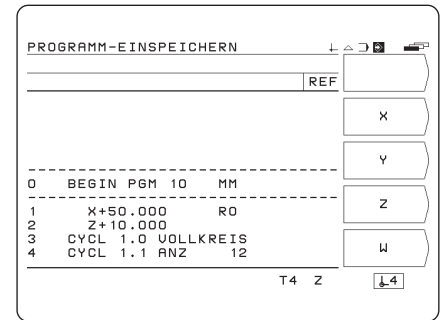 PROGRAMM-EINSPEICHERN
REF
X
Y
0 BEGIN PGM 10 MM
Z
1 X+50.000 R0
2 Z+10.000
3 CYCL 1.0 VOLLKREIS
4 CYCL 1.1 ANZ 12
W
T4 Z
4